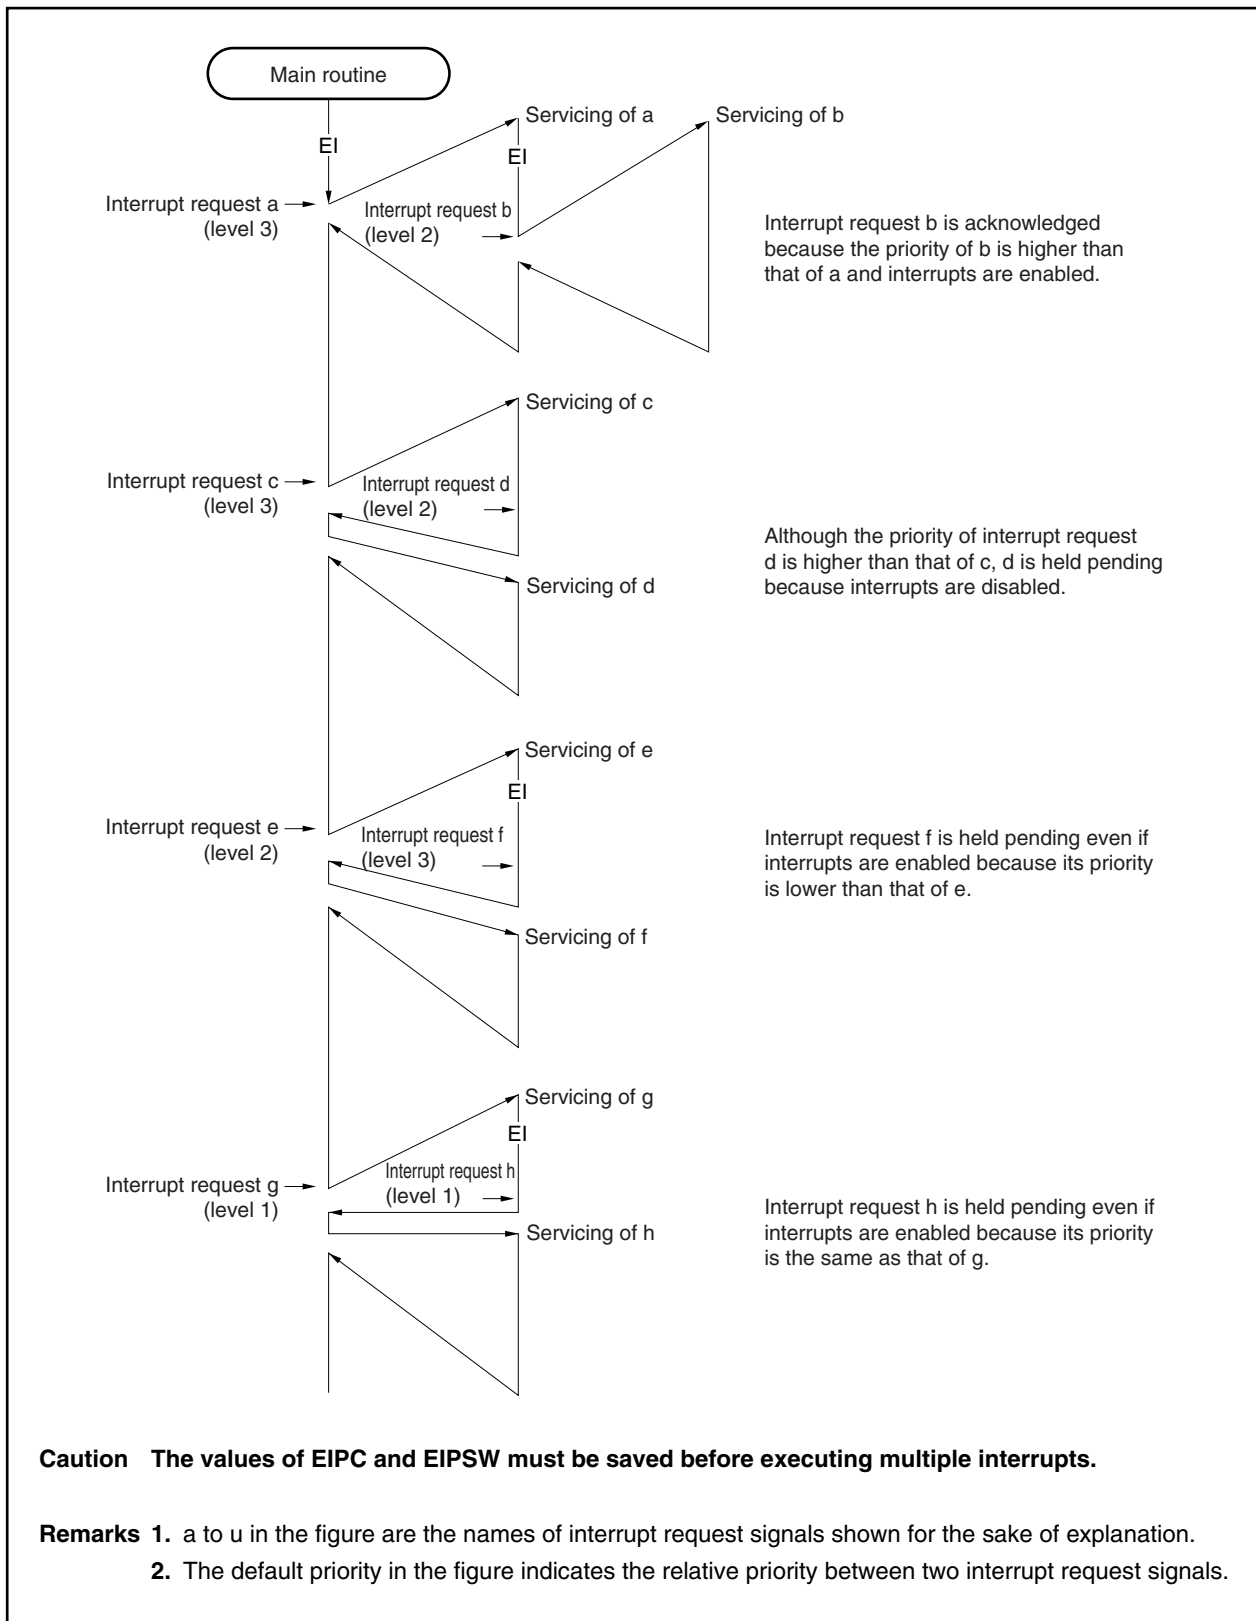 Main routine
EI
Servicing of a
Servicing of b
EI
Interrupt request a
(level 3)
Interrupt request b
(level 2)
Interrupt request b is acknowledged
because the priority of b is higher than
that of a and interrupts are enabled.
Servicing of c
Interrupt request c
(level 3)
Interrupt request d
(level 2)
Although the priority of interrupt request
d is higher than that of c, d is held pending
because interrupts are disabled.
Servicing of d
Servicing of e
EI
Interrupt request e
(level 2)
Interrupt request f
(level 3)
Interrupt request f is held pending even if
interrupts are enabled because its priority
is lower than that of e.
Servicing of f
Servicing of g
EI
Interrupt request g
(level 1)
Interrupt request h
(level 1)
Interrupt request h is held pending even if
interrupts are enabled because its priority
is the same as that of g.
Servicing of h
Caution The values of EIPC and EIPSW must be saved before executing multiple interrupts.
Remarks 1. a to u in the figure are the names of interrupt request signals shown for the sake of explanation.
2. The default priority in the figure indicates the relative priority between two interrupt request signals.